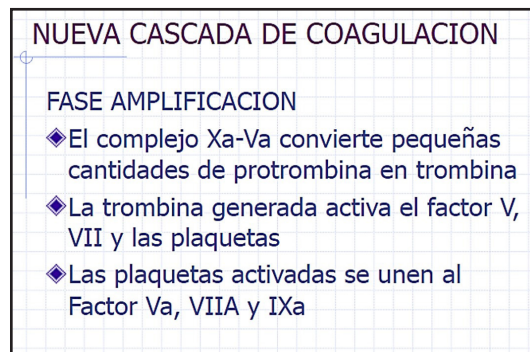 NUEVA CASCADA DE COAGULACION
FASE AMPLIFICACION
El complejo Xa-Va convierte pequeñas
cantidades de protrombina en trombina
La trombina generada activa el factor V,
VII y las plaquetas
Las plaquetas activadas se unen al
Factor Va, VIIA y IXa